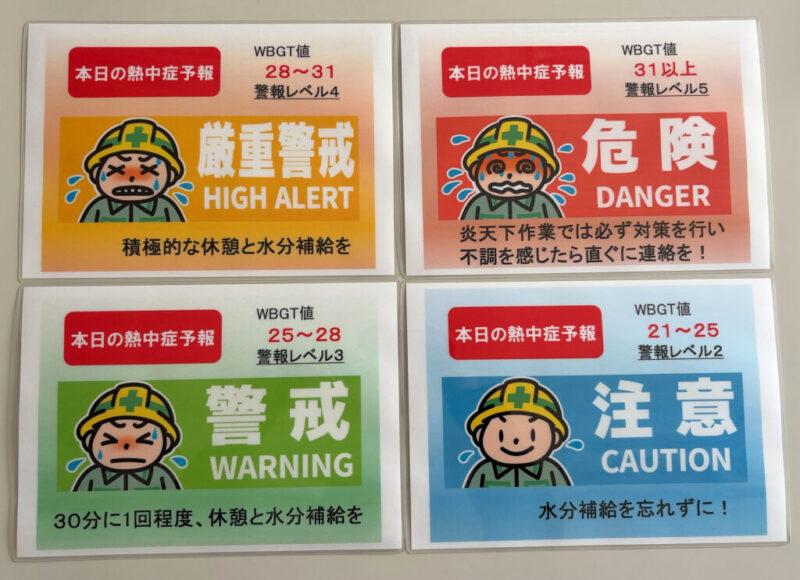 本日の熱中症予報
WBGT値
28～31
警報レベル4
厳重警戒
HIGH ALERT
積極的な休憩と水分補給を
本日の熱中症予報
WBGT値
31以上
警報レベル5
危険
DANGER
炎天下作業では必ず対策を行い
不調を感じたら直ぐに連絡を！
本日の熱中症予報
WBGT値
25～28
警報レベル3
警戒
WARNING
30分に1回程度、休憩と水分補給を
本日の熱中症予報
WBGT値
21～25
警報レベル2
注意
CAUTION
水分補給を忘れずに！